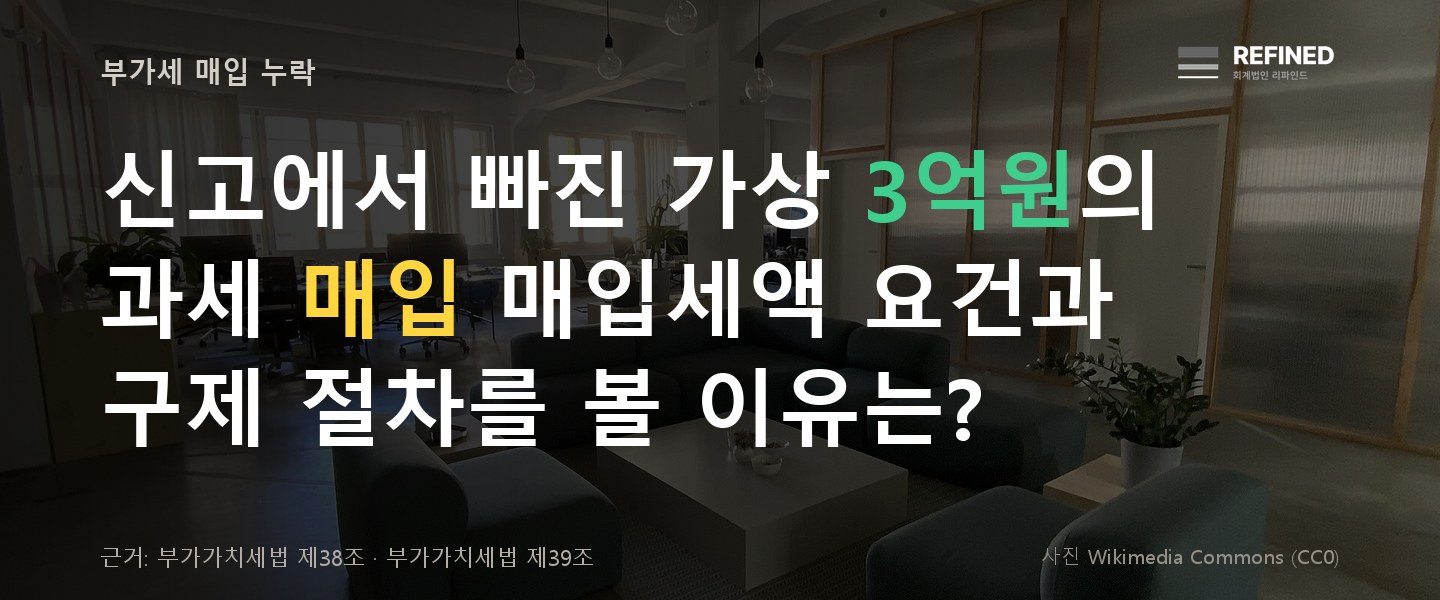 부가세 매입 누락
REFINED
회계법인 리파인드
신고에서 빠진 가상 3억원의
과세 매입 매입세액 요건과
구제 절차를 볼 이유는?
근거: 부가가치세법 제38조 · 부가가치세법 제39조
사진 Wikimedia Commons (CC0)